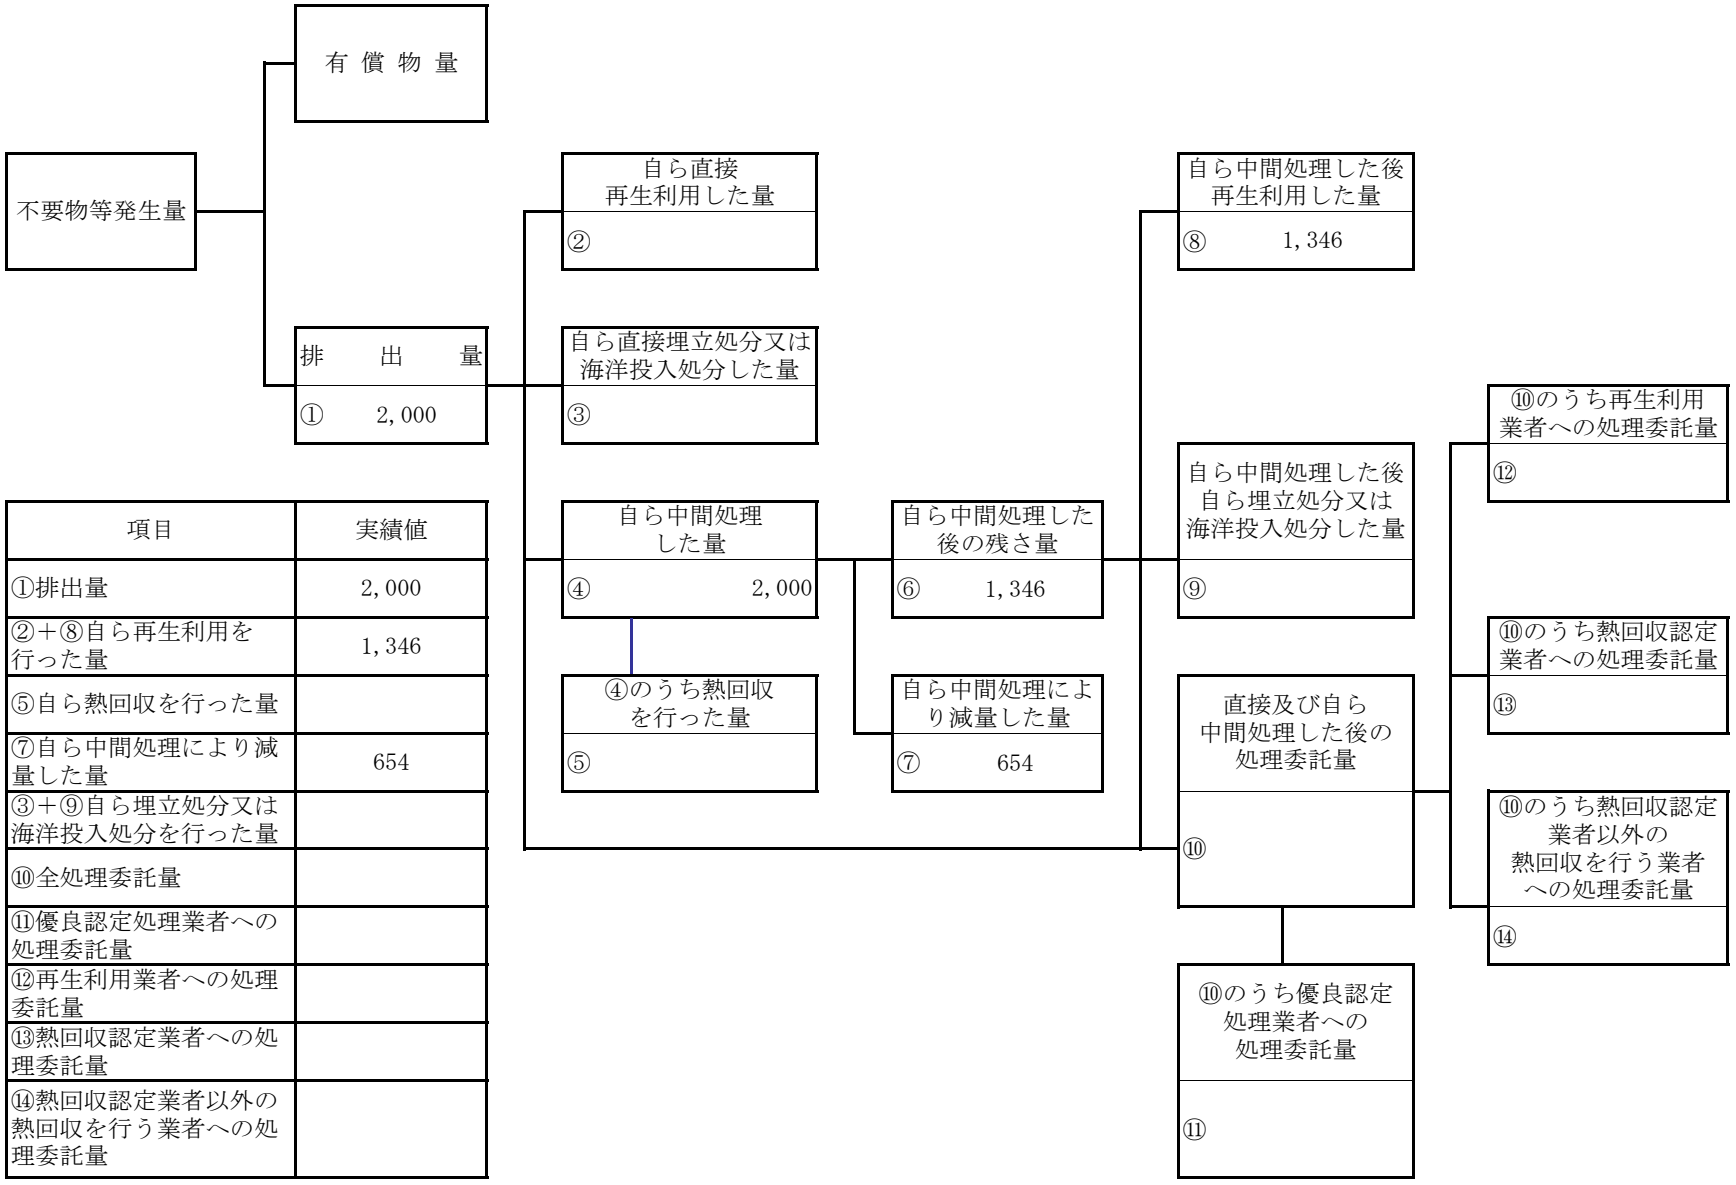 有 償 物 量
不要物等発生量
自ら直接
再生利用した量
②
自ら中間処理した後
再生利用した量
⑧ 1,346
排 出 量
① 2,000
自ら直接埋立処分又は
海洋投入処分した量
③
⑩のうち再生利用
業者への処理委託量
⑫
自ら中間処理
した量
④ 2,000
自ら中間処理した
後の残さ量
⑥ 1,346
自ら中間処理した後
自ら埋立処分又は
海洋投入処分した量
⑨
⑩のうち熱回収認定
業者への処理委託量
⑬
④のうち熱回収
を行った量
⑤
自ら中間処理によ
り減量した量
⑦ 654
直接及び自ら
中間処理した後の
処理委託量
⑩
⑩のうち熱回収認定
業者以外の
熱回収を行う業者
への処理委託量
⑭
⑩のうち優良認定
処理業者への
処理委託量
⑪
項目 実績値
①排出量 2,000
②＋⑧自ら再生利用を
行った量 1,346
⑤自ら熱回収を行った量
⑦自ら中間処理により減
量した量 654
③＋⑨自ら埋立処分又は
海洋投入処分を行った量
⑩全処理委託量
⑪優良認定処理業者への
処理委託量
⑫再生利用業者への処理
委託量
⑬熱回収認定業者への処
理委託量
⑭熱回収認定業者以外の
熱回収を行う業者への処
理委託量